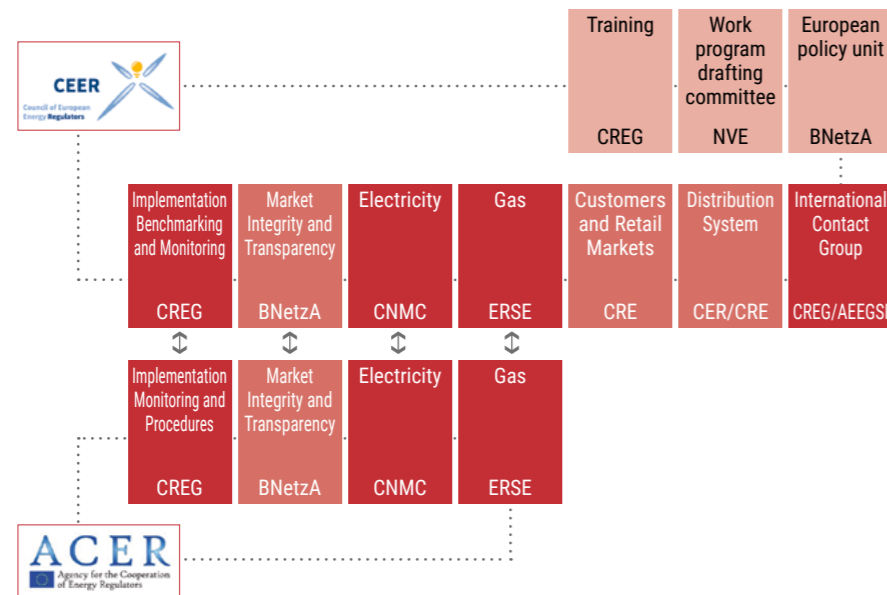 Training
CREG
Work
program
drafting
committee
NVE
European
policy unit
BNetzA
CEER
Council of European
Energy Regulators
Implementation
Benchmarking
and Monitoring
CREG
Market
Integrity and
Transparency
BNetzA
Electricity
CNMC
Gas
ERSE
Customers
and Retail
Markets
CRE
Distribution
System
CER/CRE
International
Contact
Group
CREG/AEEGSI
Implementation
Monitoring and
Procedures
CREG
Market
Integrity and
Transparency
BNetzA
Electricity
CNMC
Gas
ERSE
ACER
Agency for the Cooperation
of Energy Regulators